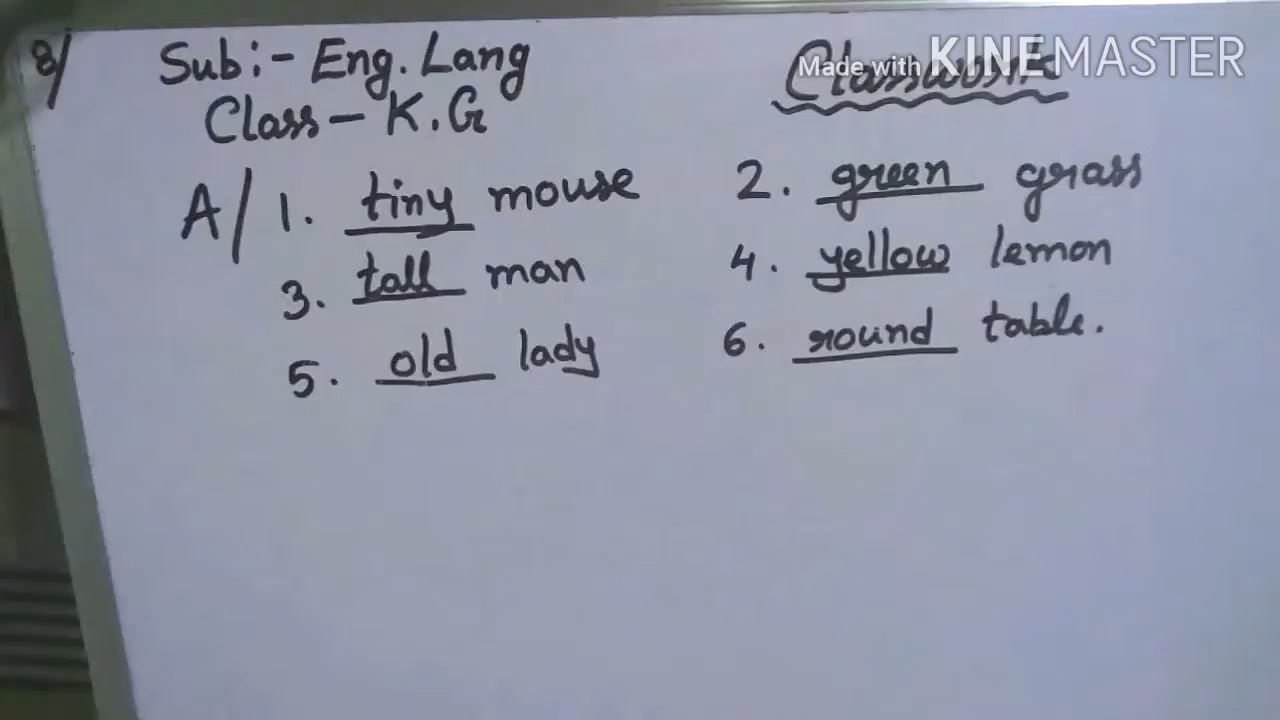 8/ Sub:- Eng. Lang Classwork
Made with KINEMASTER
Class – K.G
A/ 1. tiny mouse 2. green grass
3. tall man 4. yellow lemon
5. old lady 6. round table.